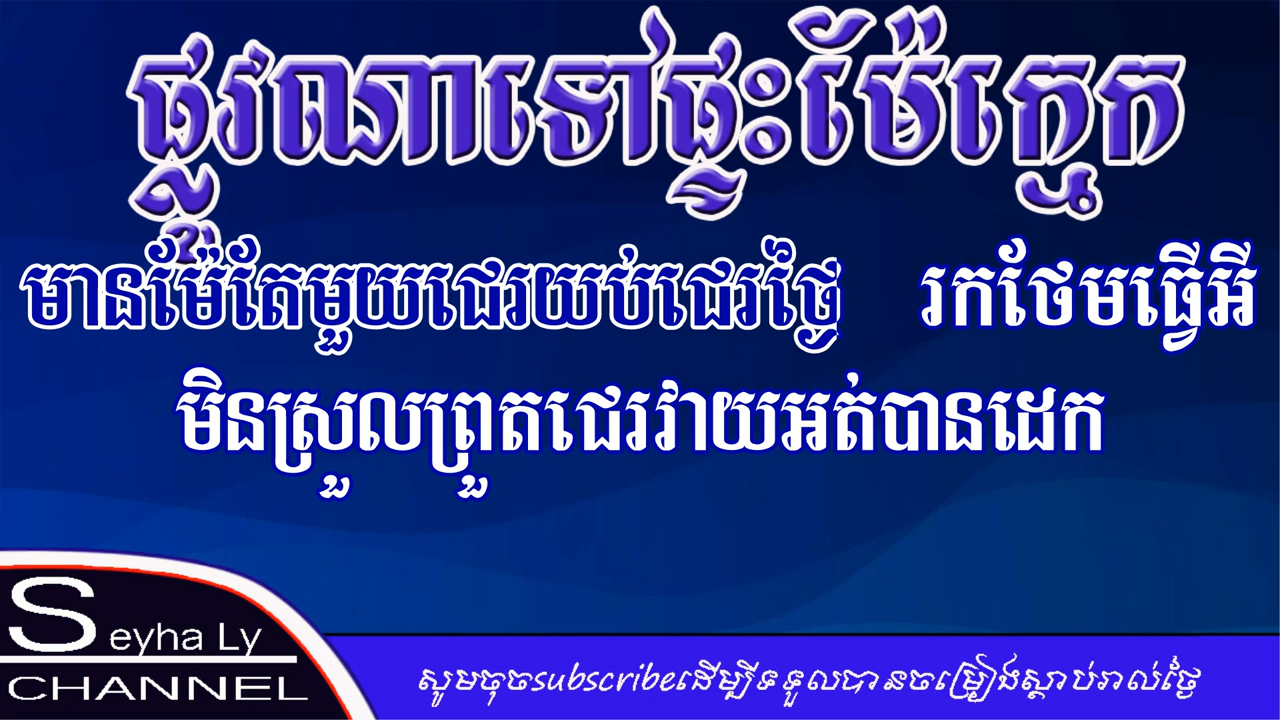 ផ្លូវណាទៅផ្ទះម៉ែក្មេក
មានម៉ែតែមួយជេរយប់ជេរថ្ងៃ រកថែមធ្វើអី
មិនស្រួលព្រួតជេរវាយអត់បានដេក
Seyha Ly
CHANNEL
សូមចុចsubscribeដើម្បីទទួលបានចម្រៀងស្តាប់រាល់ថ្ងៃ